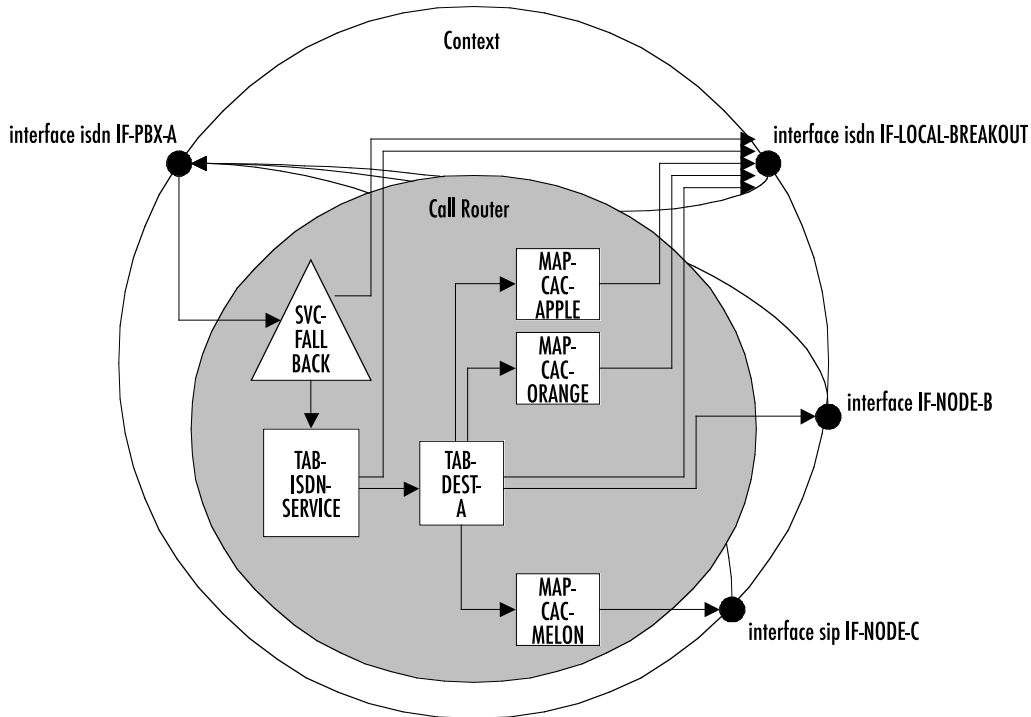 Context
interface isdn IF-PBX-A
interface isdn IF-LOCAL-BREAKOUT
Call Router
SVC-
FALL
BACK
MAP-
CAC-
APPLE
MAP-
CAC-
ORANGE
interface IF-NODE-B
TAB-
ISDN-
SERVICE
TAB-
DEST-
A
MAP-
CAC-
MELON
interface sip IF-NODE-C